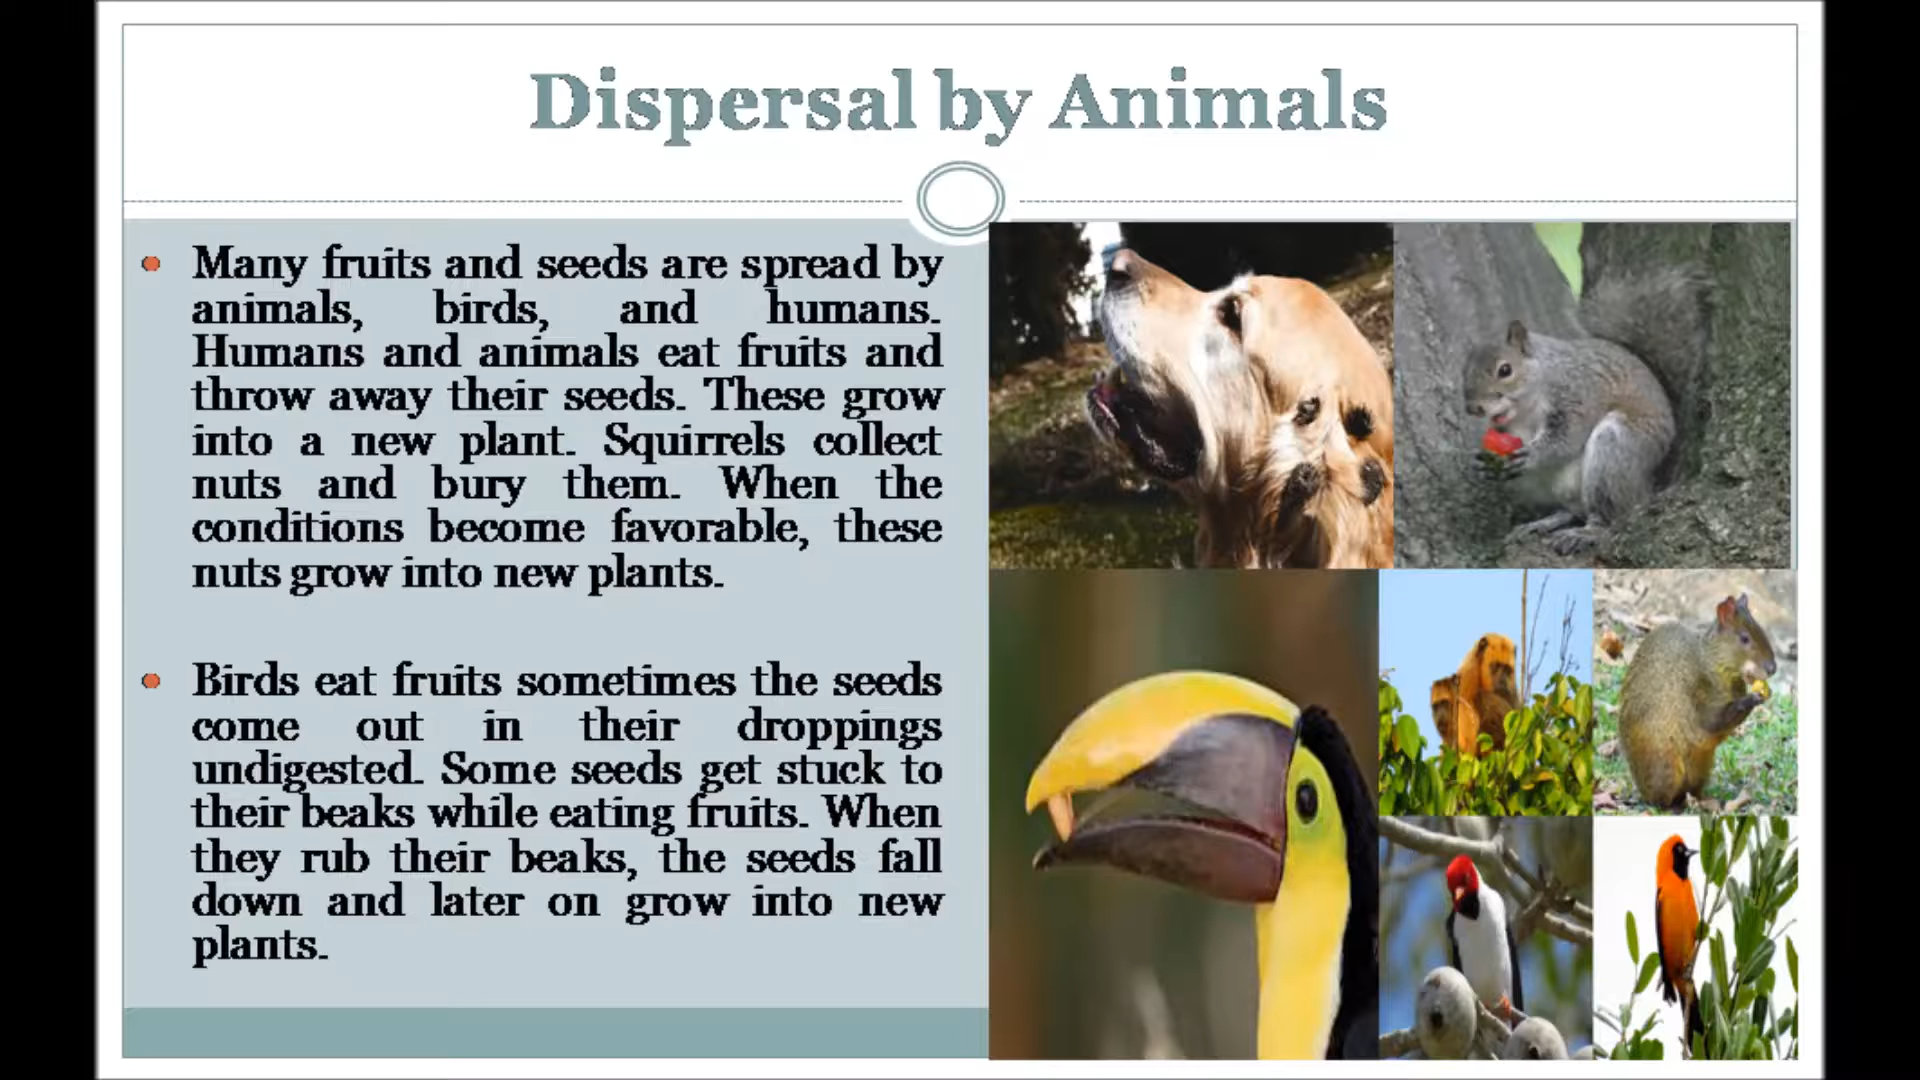 Dispersal by Animals
Many fruits and seeds are spread by
animals, birds, and humans.
Humans and animals eat fruits and
throw away their seeds. These grow
into a new plant. Squirrels collect
nuts and bury them. When the
conditions become favorable, these
nuts grow into new plants.
Birds eat fruits sometimes the seeds
come out in their droppings
undigested. Some seeds get stuck to
their beaks while eating fruits. When
they rub their beaks, the seeds fall
down and later on grow into new
plants.